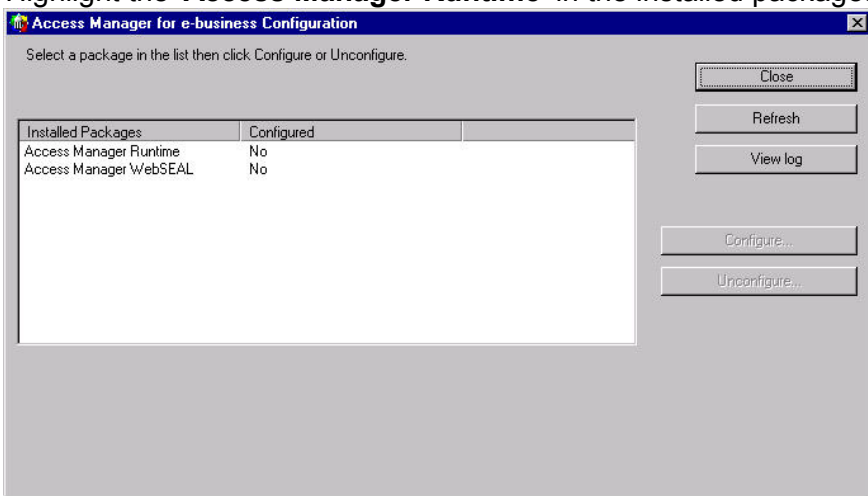 Highlight the "Access Manager Runtime" in the installed package
Access Manager for e-business Configuration
Select a package in the list then click Configure or Unconfigure.
Close
Refresh
View log
Installed Packages Configured
Access Manager Runtime No
Access Manager WebSEAL No
Configure...
Unconfigure...